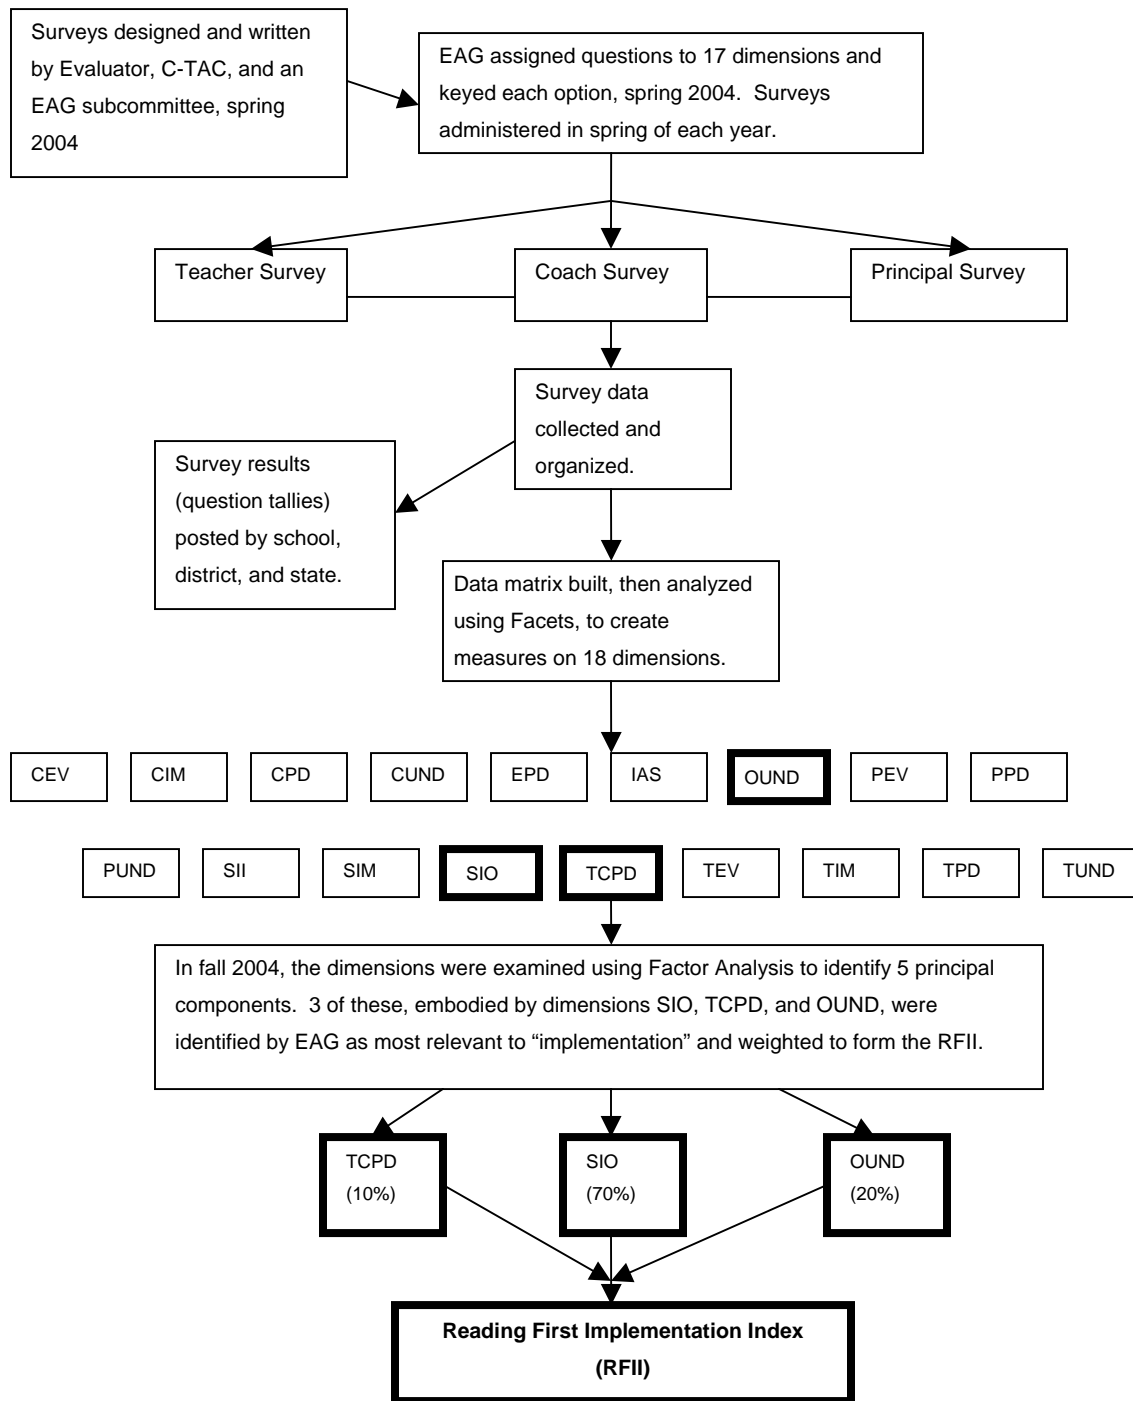 Surveys designed and written
by Evaluator, C-TAC, and an
EAG subcommittee, spring
2004
EAG assigned questions to 17 dimensions and
keyed each option, spring 2004.  Surveys
administered in spring of each year.
Teacher Survey
Coach Survey
Principal Survey
Survey data
collected and
organized.
Survey results
(question tallies)
posted by school,
district, and state.
Data matrix built, then analyzed
using Facets, to create
measures on 18 dimensions.
CEV
CIM
CPD
CUND
EPD
IAS
OUND
PEV
PPD
PUND
SII
SIM
SIO
TCPD
TEV
TIM
TPD
TUND
In fall 2004, the dimensions were examined using Factor Analysis to identify 5 principal
components.  3 of these, embodied by dimensions SIO, TCPD, and OUND, were
identified by EAG as most relevant to “implementation” and weighted to form the RFII.
TCPD
(10%)
SIO
(70%)
OUND
(20%)
Reading First Implementation Index
(RFII)